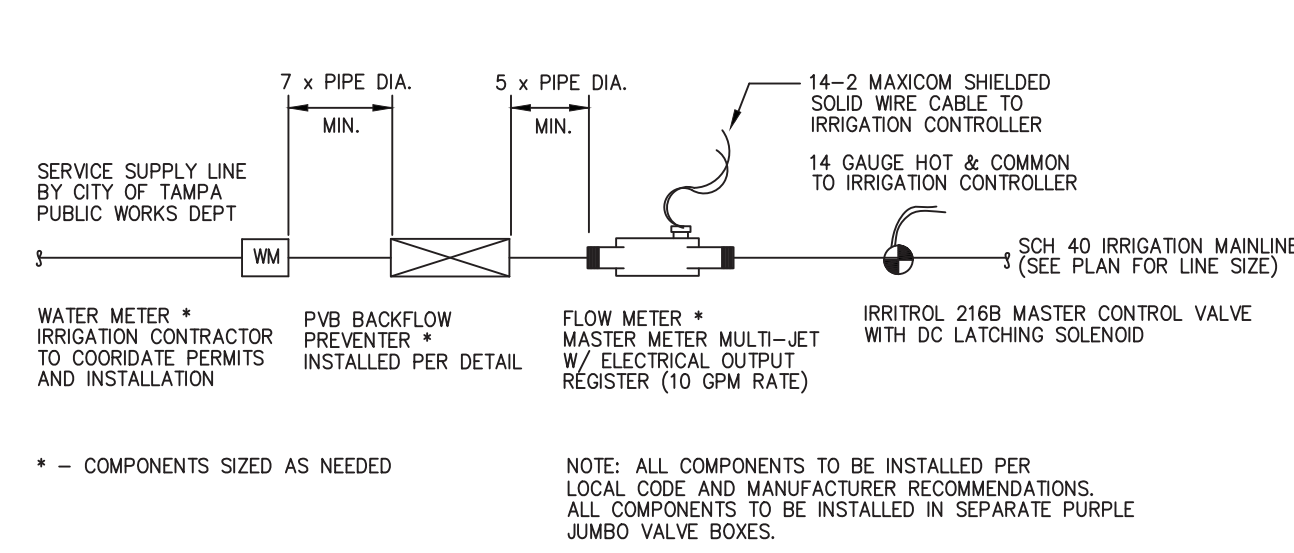 7 x PIPE DIA.
MIN.
5 x PIPE DIA.
MIN.
14-2 MAXICOM SHIELDED
SOLID WIRE CABLE TO
IRRIGATION CONTROLLER
14 GAUGE HOT & COMMON
TO IRRIGATION CONTROLLER
SERVICE SUPPLY LINE
BY CITY OF TAMPA
PUBLIC WORKS DEPT
WM
SCH 40 IRRIGATION MAINLINE
(SEE PLAN FOR LINE SIZE)
WATER METER *
IRRIGATION CONTRACTOR
TO COORIDATE PERMITS
AND INSTALLATION
PVB BACKFLOW
PREVENTER *
INSTALLED PER DETAIL
FLOW METER *
MASTER METER MULTI-JET
W/ ELECTRICAL OUTPUT
REGISTER (10 GPM RATE)
IRRITROL 216B MASTER CONTROL VALVE
WITH DC LATCHING SOLENOID
* - COMPONENTS SIZED AS NEEDED
NOTE: ALL COMPONENTS TO BE INSTALLED PER
LOCAL CODE AND MANUFACTURER RECOMMENDATIONS.
ALL COMPONENTS TO BE INSTALLED IN SEPARATE PURPLE
JUMBO VALVE BOXES.